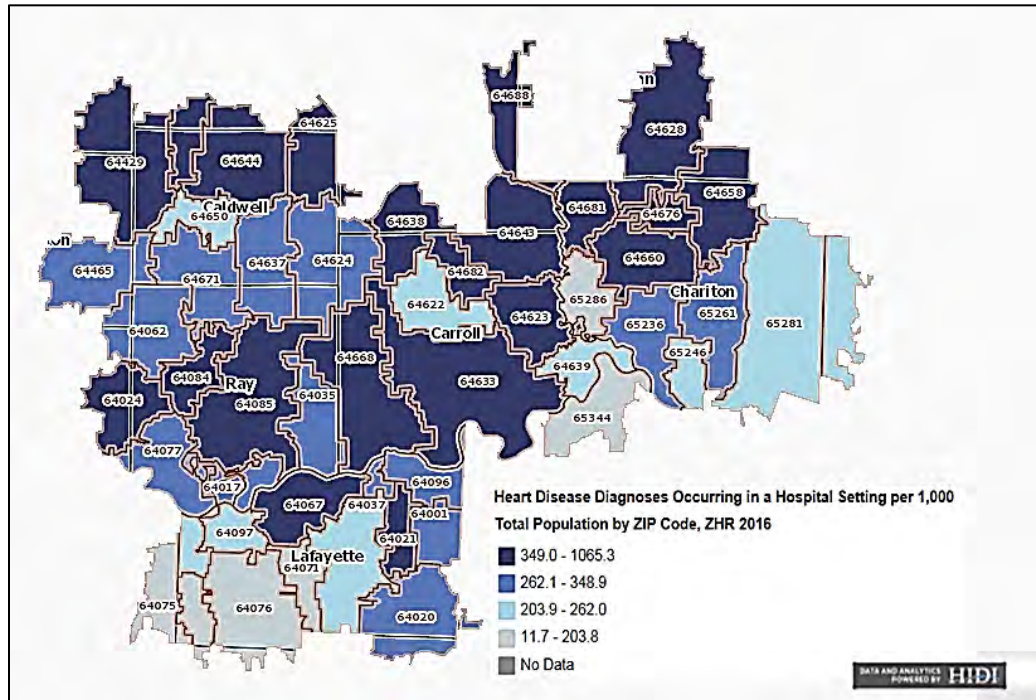 64688
nn
64628
64625
64429
64644
64658
Caldwell
64650
64681
64676
64638
64643
on
64637
64624
64660
64465
64671
64682
65286
Chariton
64622
65261
64623
65236
65281
64062
Carroll
64668
65246
64084
64639
Ray
64633
64035
64024
64085
65344
64077
64017
64096
64067
64037
64001
64097
64021
Lafayette
64071
64075
64076
64020
Heart Disease Diagnoses Occurring in a Hospital Setting per 1,000
Total Population by ZIP Code, ZHR 2016
349.0 - 1065.3
262.1 - 348.9
203.9 - 262.0
11.7 - 203.8
No Data
DATA AND ANALYTICS
POWERED BY HIDI